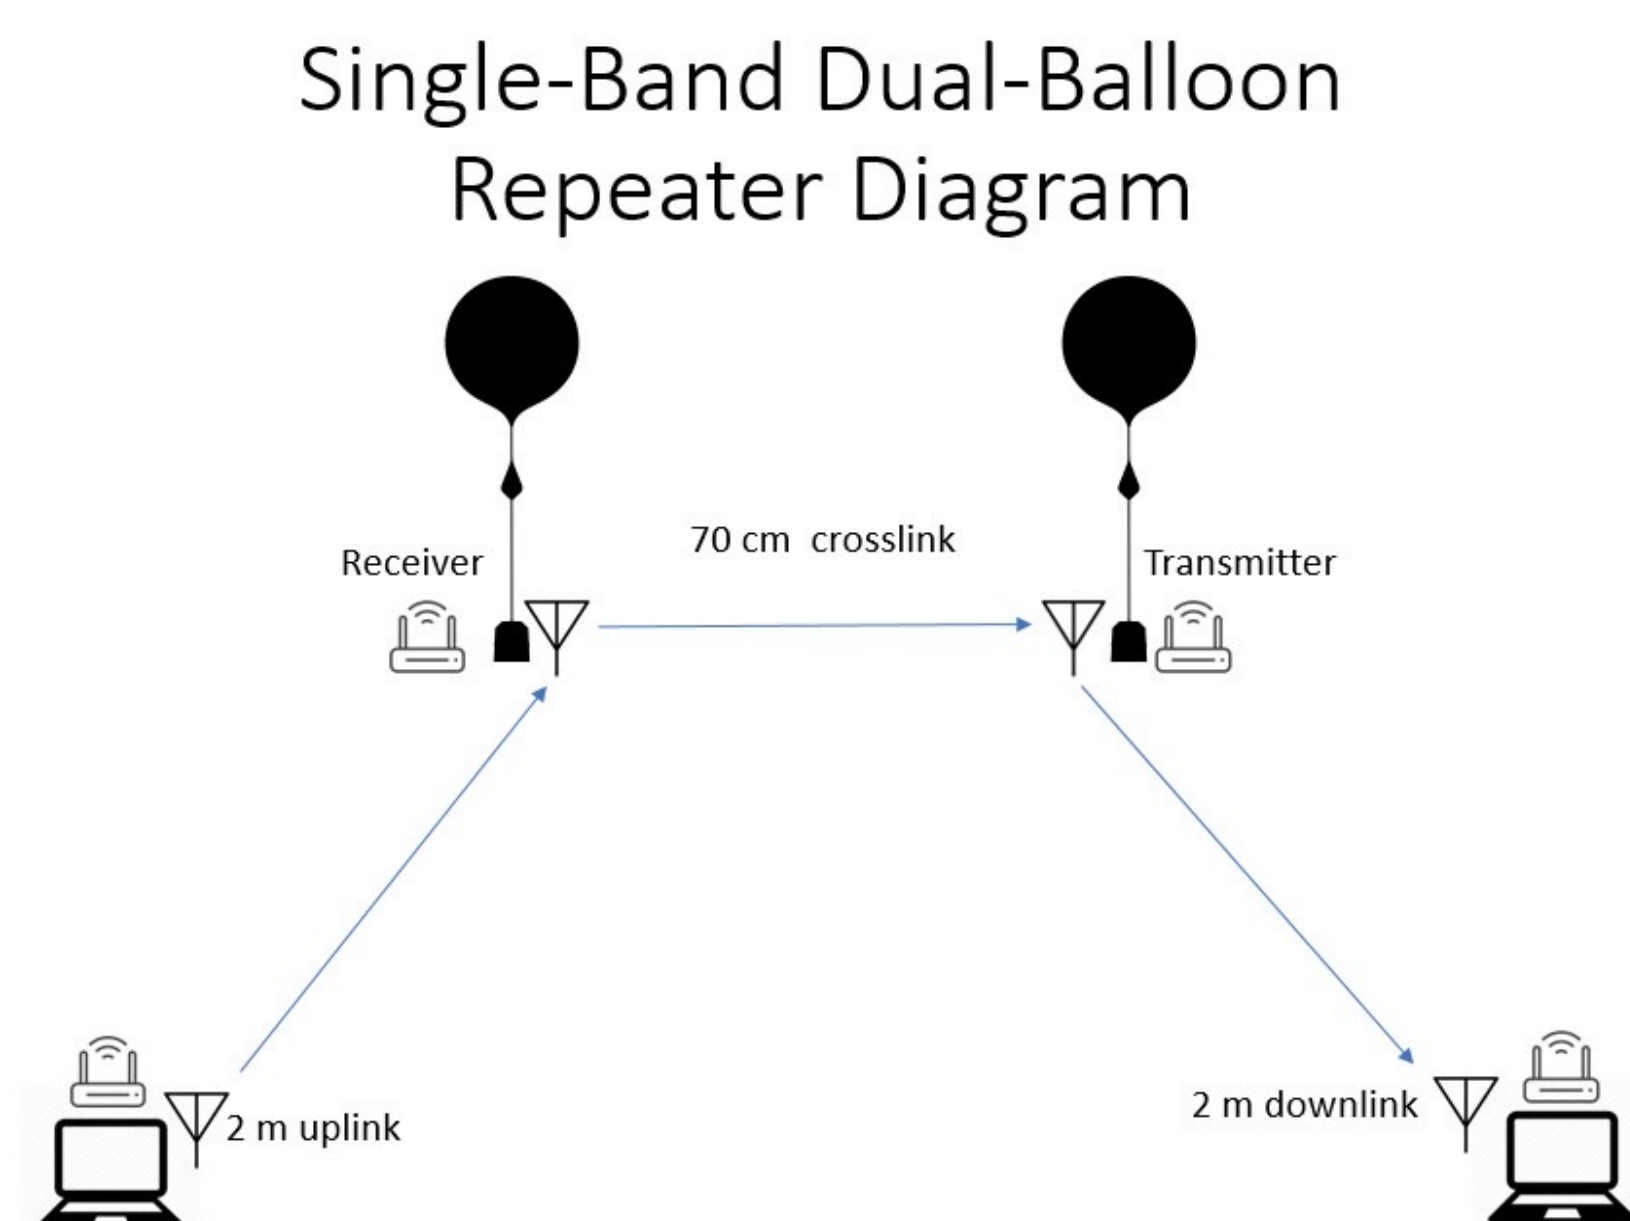 Single-Band Dual-Balloon
Repeater Diagram
70 cm crosslink
Receiver
Transmitter
2 m uplink
2 m downlink